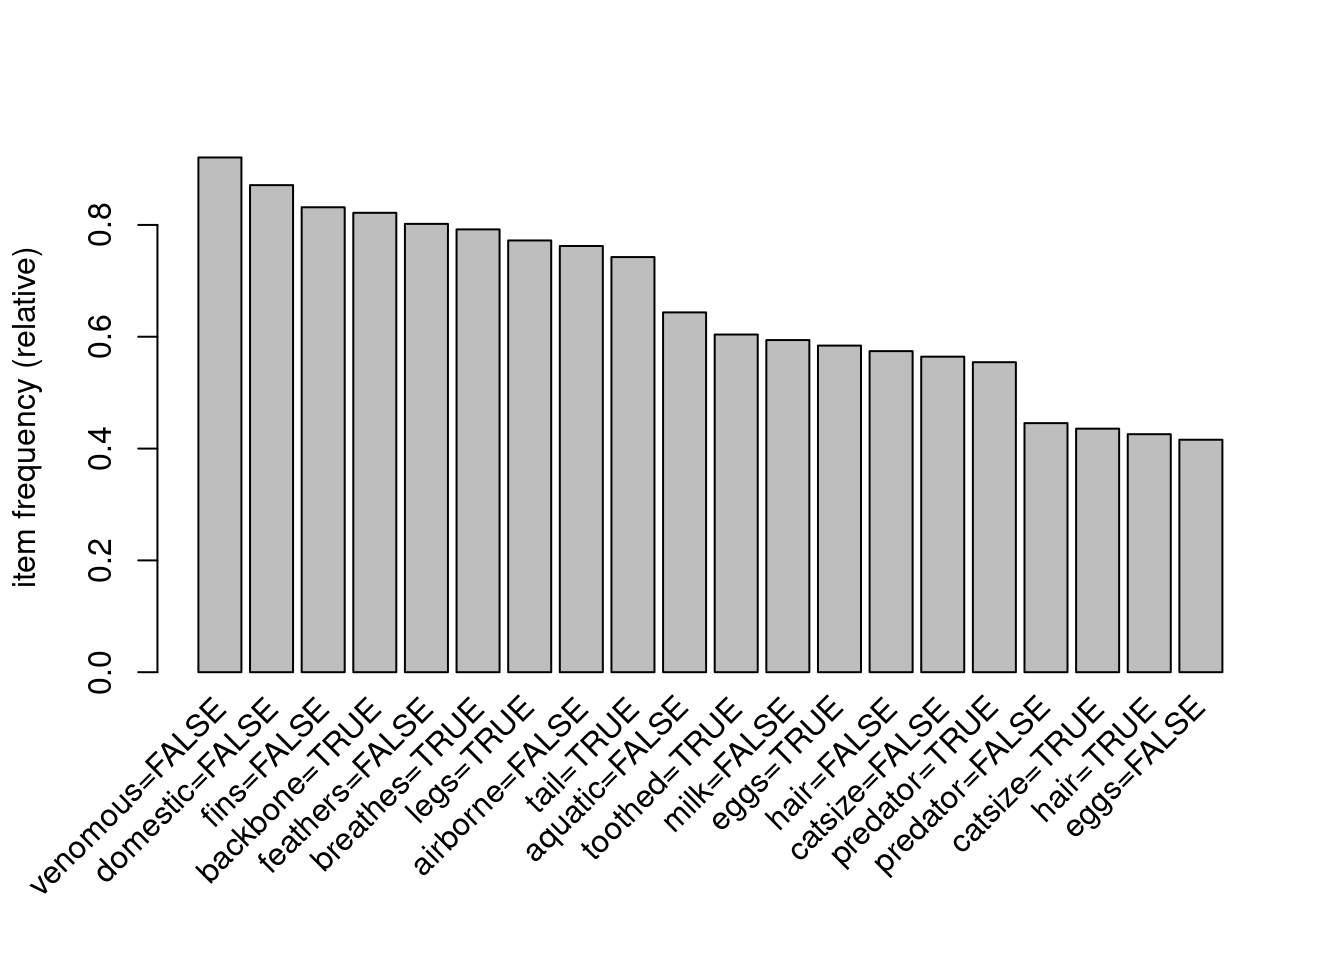 item frequency (relative)
0.0
0.2
0.4
0.6
0.8
venomous=FALSE
domestic=FALSE
fins=FALSE
backbone=TRUE
feathers=FALSE
breathes=TRUE
legs=TRUE
airborne=FALSE
tail=TRUE
aquatic=FALSE
toothed=TRUE
milk=FALSE
eggs=TRUE
hair=FALSE
catsize=FALSE
predator=TRUE
predator=FALSE
catsize=TRUE
hair=TRUE
eggs=FALSE